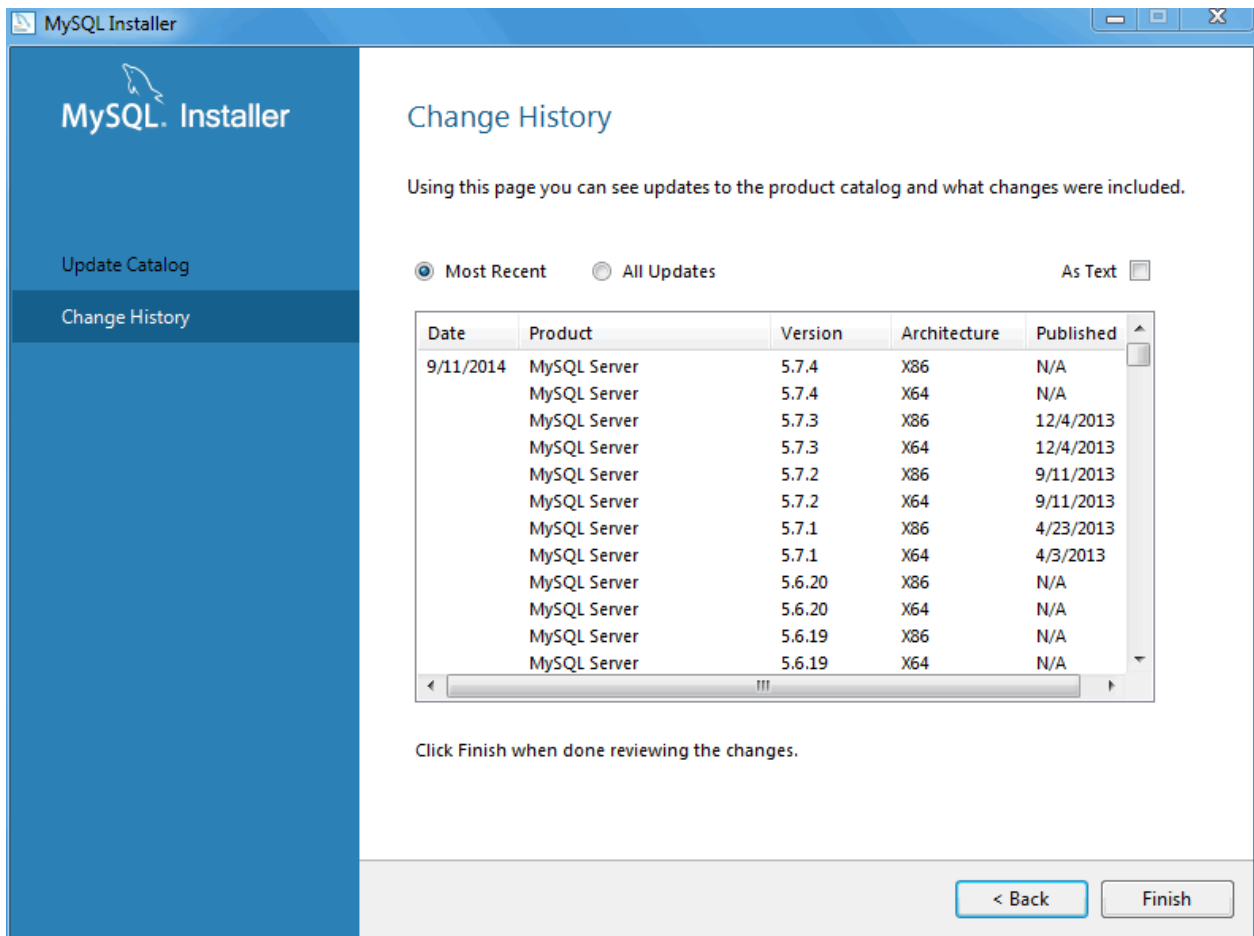 MySQL Installer
MySQL. Installer
Change History
Using this page you can see updates to the product catalog and what changes were included.
Update Catalog
Change History
Most Recent All Updates As Text
Date Product Version Architecture Published
9/11/2014 MySQL Server 5.7.4 X86 N/A
MySQL Server 5.7.4 X64 N/A
MySQL Server 5.7.3 X86 12/4/2013
MySQL Server 5.7.3 X64 12/4/2013
MySQL Server 5.7.2 X86 9/11/2013
MySQL Server 5.7.2 X64 9/11/2013
MySQL Server 5.7.1 X86 4/23/2013
MySQL Server 5.7.1 X64 4/3/2013
MySQL Server 5.6.20 X86 N/A
MySQL Server 5.6.20 X64 N/A
MySQL Server 5.6.19 X86 N/A
MySQL Server 5.6.19 X64 N/A
Click Finish when done reviewing the changes.
< Back Finish